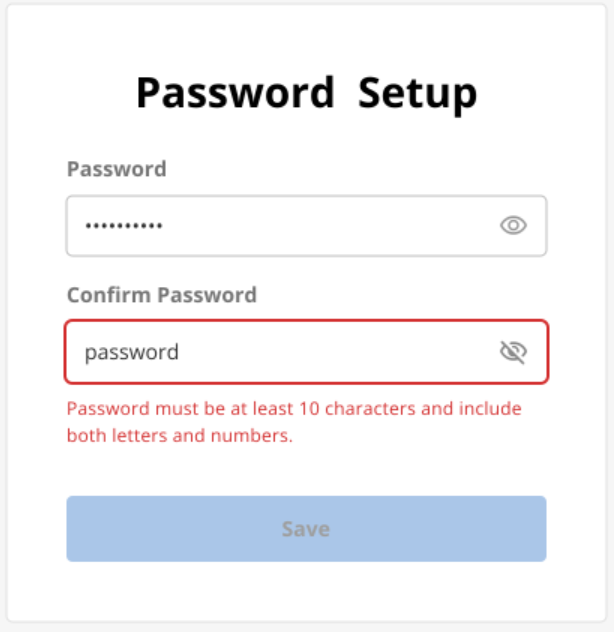 Password Setup
Password
••••••••••
Confirm Password
password
Password must be at least 10 characters and include
both letters and numbers.
Save